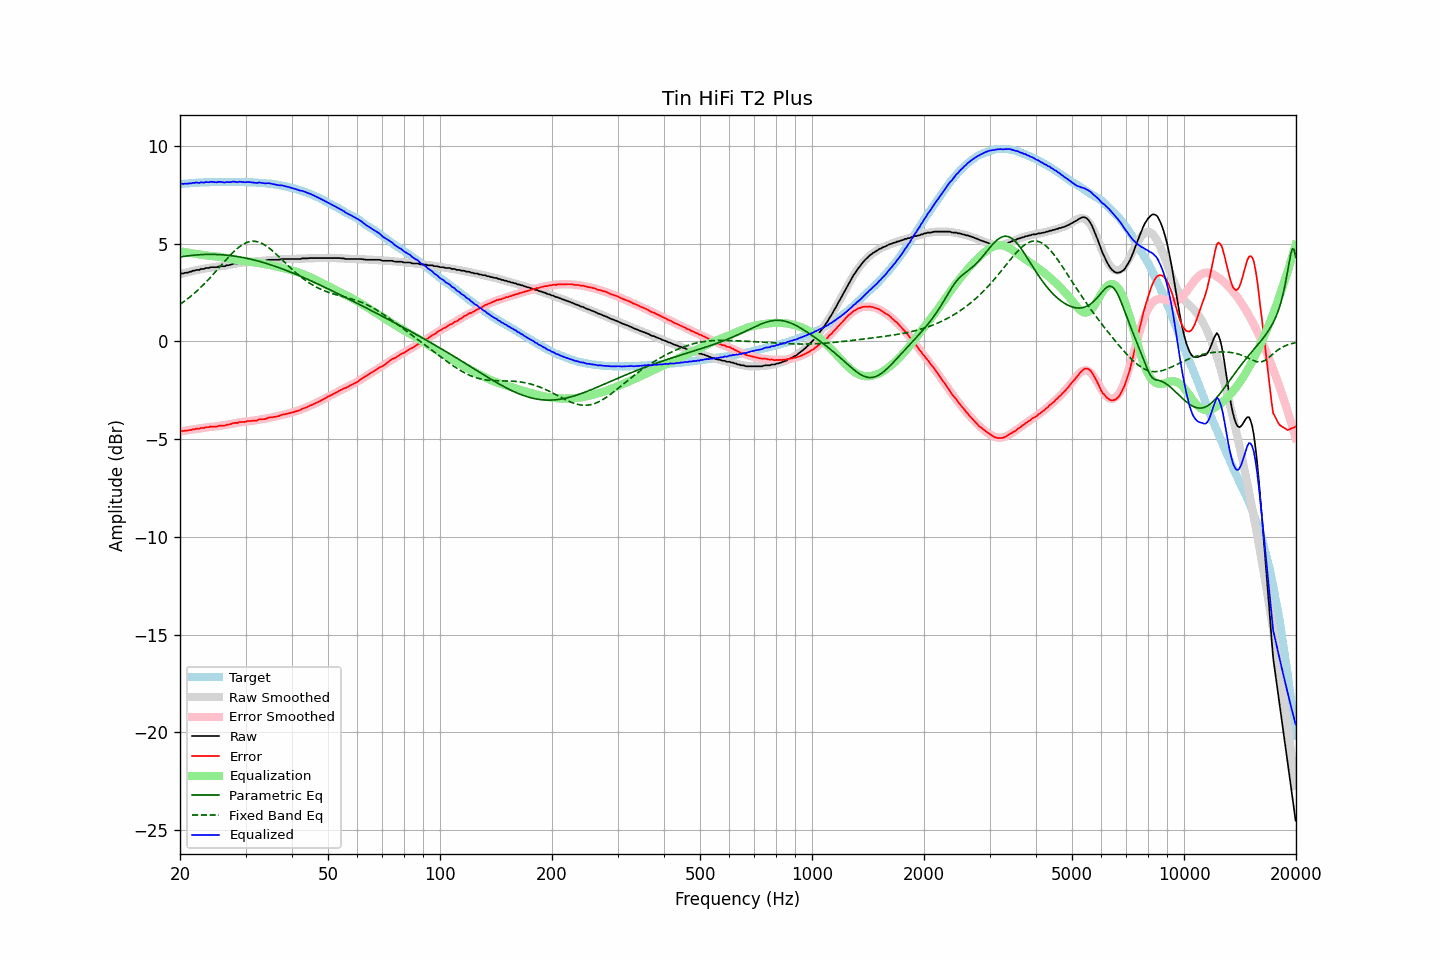 Tin HiFi T2 Plus
Amplitude (dBr)
10
5
0
−5
−10
−15
−20
−25
Target
Raw Smoothed
Error Smoothed
Raw
Error
Equalization
Parametric Eq
Fixed Band Eq
Equalized
20 50 100 200 500 1000 2000 5000 10000 20000
Frequency (Hz)